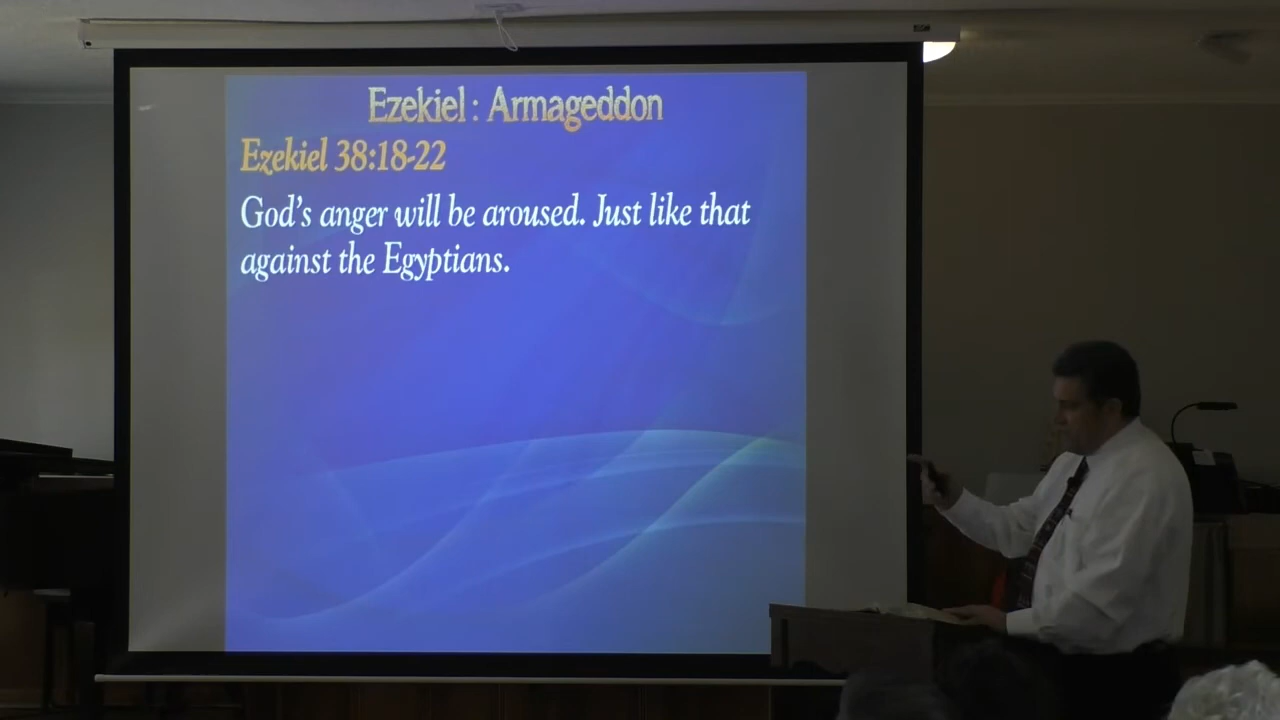 Ezekiel : Armageddon
Ezekiel 38:18-22
God's anger will be aroused. Just like that
against the Egyptians.